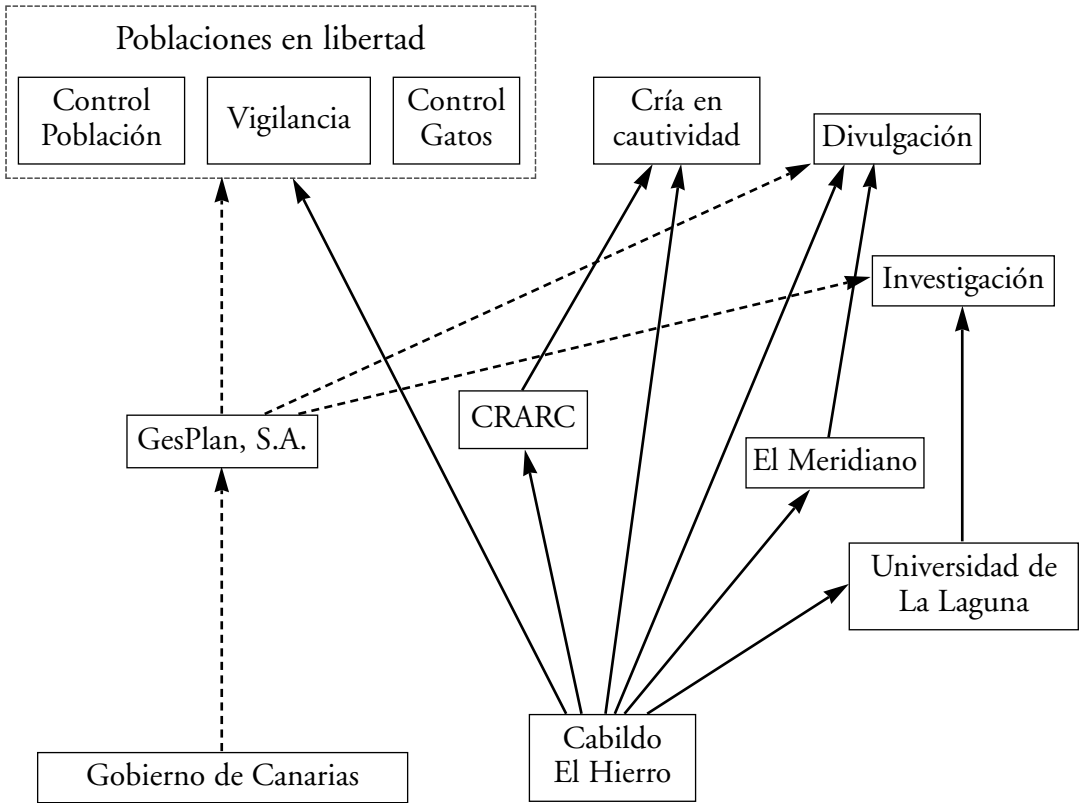 Poblaciones en libertad
Control
Población
Vigilancia
Control
Gatos
Cría en
cautividad
Divulgación
Investigación
CRARC
GesPlan, S.A.
El Meridiano
Universidad de
La Laguna
Cabildo
El Hierro
Gobierno de Canarias